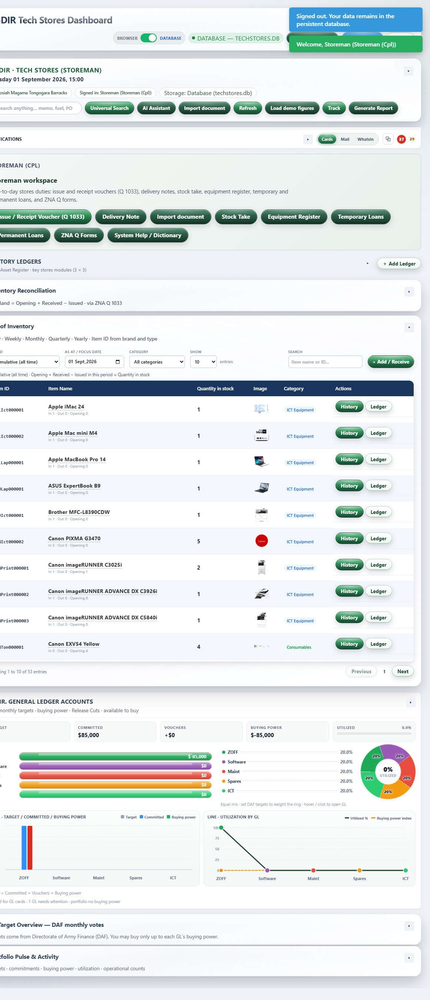 -DIR Tech Stores Dashboard
Signed out. Your data remains in the
persistent database.
BROWSER DATABASE DATABASE — TECHSTORES.DB
Welcome, Storeman (Storeman (Cpl))
DIR · TECH STORES (STOREMAN)
sday 01 September 2026, 15:00
osiah Magama Tongogara Barracks Signed in: Storeman (Storeman (Cpl)) Storage: Database (techstores.db)
earch anything... memo, fuel, PO Universal Search AI Assistant Import document Refresh Load demo figures Track Generate Report
FICATIONS Cards Mail WhatsIn 37 29
OREMAN (CPL)
oreman workspace
-to-day stores duties: issue and receipt vouchers (Q 1033), delivery notes, stock take, equipment register, temporary and
manent loans, and ZNA Q forms.
ssue / Receipt Voucher (Q 1033) Delivery Note Import document Stock Take Equipment Register Temporary Loans
Permanent Loans ZNA Q Forms System Help / Dictionary
TORY LEDGERS
Asset Register · key stores modules (3 × 3)
+ Add Ledger
entory Reconciliation
Hand = Opening + Received − Issued · via ZNA Q 1033
of Inventory
· Weekly · Monthly · Quarterly · Yearly · Item ID from brand and type
D AS AT / FOCUS DATE CATEGORY SHOW SEARCH
mulative (all time) 01 Sept,2026 All categories 10 entries Item name or ID... + Add / Receive
lative (all time) · Opening + Received − Issued in this period = Quantity in stock
m ID Item Name Quantity in stock Image Category Actions
Ict000001 Apple iMac 24 1 ICT Equipment History Ledger
In 1 · Out 0 · Opening 0
Ict000002 Apple Mac mini M4 1 ICT Equipment History Ledger
In 1 · Out 0 · Opening 0
Lap000001 Apple MacBook Pro 14 1 ICT Equipment History Ledger
In 1 · Out 0 · Opening 0
Lap000001 ASUS ExpertBook B9 1 ICT Equipment History Ledger
In 1 · Out 0 · Opening 0
Ict000001 Brother MFC-L8390CDW 1 ICT Equipment History Ledger
In 1 · Out 0 · Opening 0
Ict000002 Canon PIXMA G3470 5 Canon ICT Equipment History Ledger
In 5 · Out 0 · Opening 0
Print000001 Canon imageRUNNER C3025i 2 ICT Equipment History Ledger
In 1 · Out 0 · Opening 1
Print000002 Canon imageRUNNER ADVANCE DX C3926i 1 ICT Equipment History Ledger
In 1 · Out 0 · Opening 0
Print000003 Canon imageRUNNER ADVANCE DX C5840i 1 ICT Equipment History Ledger
In 1 · Out 0 · Opening 0
Ton000001 Canon EXV54 Yellow 4 Consumables History Ledger
In 0 · Out 0 · Opening 4
ing 1 to 10 of 53 entries Previous 1 Next
IR. GENERAL LEDGER ACCOUNTS
monthly targets · buying power · Release Cuts · available to buy
GET COMMITTED VOUCHERS BUYING POWER UTILIZED 0.0%
$85,000 +$0 $-85,000
$-85,000
are $0
$0
s $0
$0
ZOFF 20.0%
Software 20.0%
Maint 20.0%
Spares 20.0%
ICT 20.0%
20% 20% 20% 20% 20%
0%
UTILIZED
Equal mix · set DAF targets to weight the ring · hover / click to open GL
· TARGET / COMMITTED / BUYING POWER Target Committed Buying power
ZOFF Software Maint Spares ICT
LINE · UTILIZATION BY GL Utilized % Buying power index
100
75
50
25
0
ZOFF Software Maint Spares ICT
= Committed + Vouchers + Buying power
d for GL cards · 1 GL needs attention · portfolio no buying power
Target Overview — DAF monthly votes
ets come from Directorate of Army Finance (DAF). You may buy only up to each GL's buying power.
tfolio Pulse & Activity
ets · commitments · buying power · utilization · operational counts